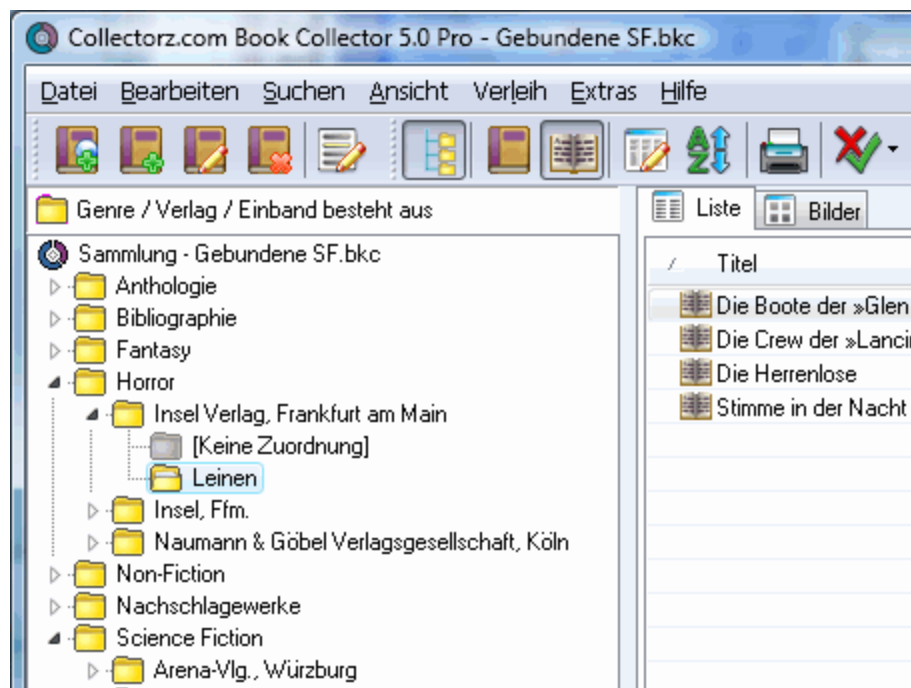 Collectorz.com Book Collector 5.0 Pro - Gebundene SF.bkc
Datei Bearbeiten Suchen Ansicht Verleih Extras Hilfe
Genre / Verlag / Einband besteht aus
Sammlung - Gebundene SF.bkc
Anthologie
Bibliographie
Fantasy
Horror
Insel Verlag, Frankfurt am Main
[Keine Zuordnung]
Leinen
Insel, Ffm.
Naumann & Göbel Verlagsgesellschaft, Köln
Non-Fiction
Nachschlagewerke
Science Fiction
Arena-Vlg., Würzburg
Liste Bilder
Titel
Die Boote der »Glen
Die Crew der »Lanci
Die Herrenlose
Stimme in der Nacht